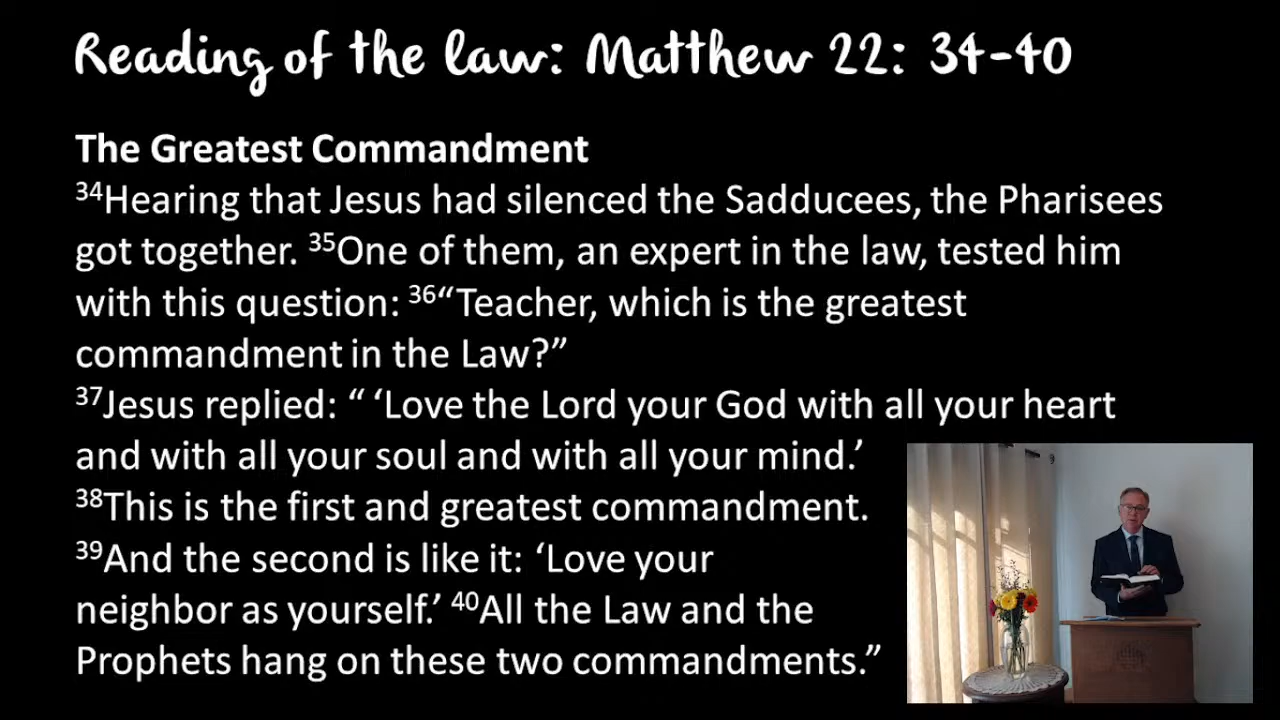 Reading of the law: Matthew 22: 34-40
The Greatest Commandment
³⁴Hearing that Jesus had silenced the Sadducees, the Pharisees
got together. ³⁵One of them, an expert in the law, tested him
with this question: ³⁶“Teacher, which is the greatest
commandment in the Law?”
³⁷Jesus replied: “ ‘Love the Lord your God with all your heart
and with all your soul and with all your mind.’
³⁸This is the first and greatest commandment.
³⁹And the second is like it: ‘Love your
neighbor as yourself.’ ⁴⁰All the Law and the
Prophets hang on these two commandments.”